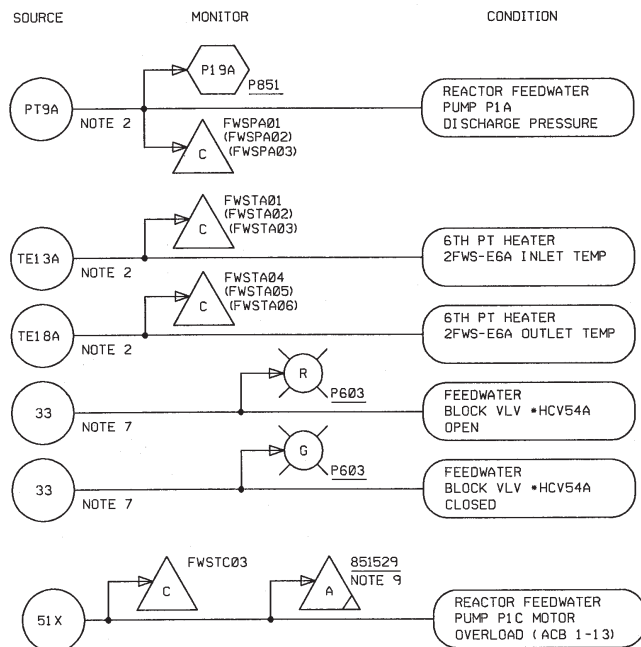 SOURCE MONITOR CONDITION
P19A
P851
PT9A
NOTE 2
FWSPA01
(FWSPA02)
(FWSPA03)
C
REACTOR FEEDWATER
PUMP P1A
DISCHARGE PRESSURE
FWSTA01
(FWSTA02)
(FWSTA03)
C
TE13A
NOTE 2
6TH PT HEATER
2FWS-E6A INLET TEMP
FWSTA04
(FWSTA05)
(FWSTA06)
C
TE18A
NOTE 2
6TH PT HEATER
2FWS-E6A OUTLET TEMP
R
P603
33
NOTE 7
FEEDWATER
BLOCK VLV *HCV54A
OPEN
G
P603
33
NOTE 7
FEEDWATER
BLOCK VLV *HCV54A
CLOSED
FWSTC03
C
851529
NOTE 9
A
51X
REACTOR FEEDWATER
PUMP P1C MOTOR
OVERLOAD (ACB 1-13)